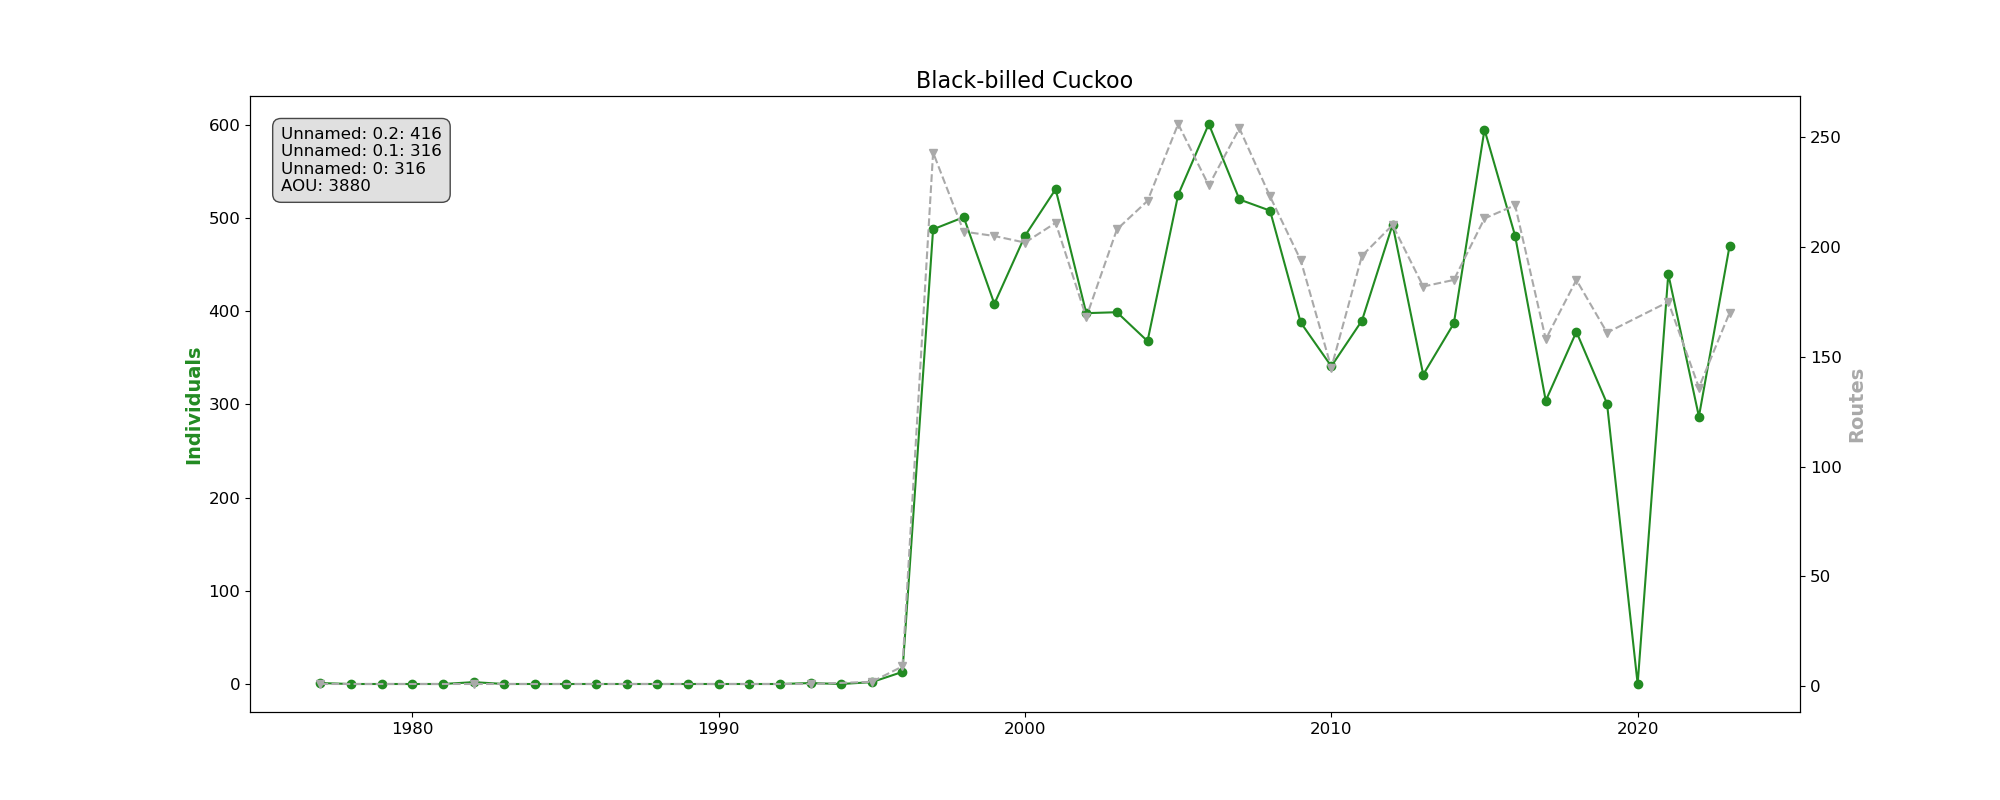 Black-billed Cuckoo
Unnamed: 0.2: 416
Unnamed: 0.1: 316
Unnamed: 0: 316
AOU: 3880
Individuals
600
500
400
300
200
100
0
250
200
150
100
50
0
Routes
1980 1990 2000 2010 2020